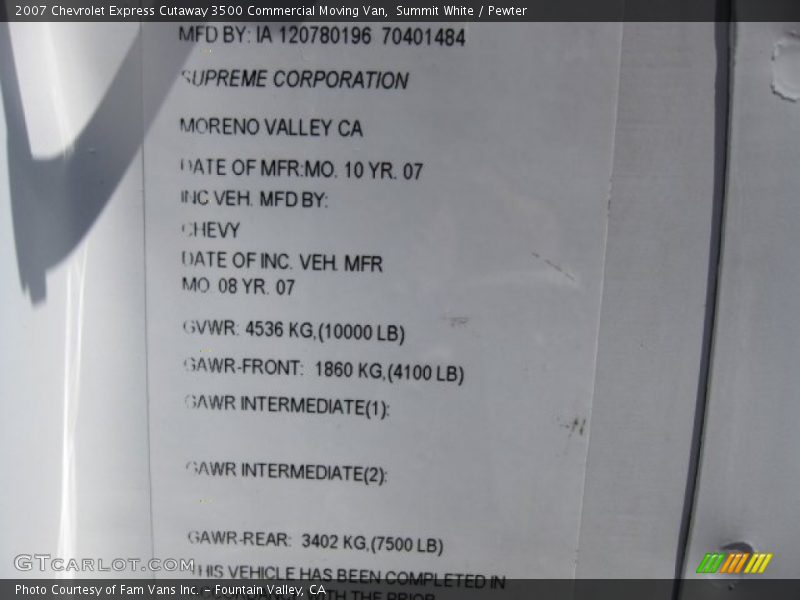 2007 Chevrolet Express Cutaway 3500 Commercial Moving Van, Summit White / Pewter
MFD BY: IA 120780196 70401484
SUPREME CORPORATION
MORENO VALLEY CA
DATE OF MFR:MO. 10 YR. 07
INC VEH. MFD BY:
CHEVY
DATE OF INC. VEH. MFR
MO 08 YR. 07
GVWR: 4536 KG,(10000 LB)
GAWR-FRONT: 1860 KG,(4100 LB)
GAWR INTERMEDIATE(1):
GAWR INTERMEDIATE(2):
GAWR-REAR: 3402 KG,(7500 LB)
THIS VEHICLE HAS BEEN COMPLETED IN
WITH THE PRIOR
GTcarlot.com
Photo Courtesy of Fam Vans Inc. - Fountain Valley, CA